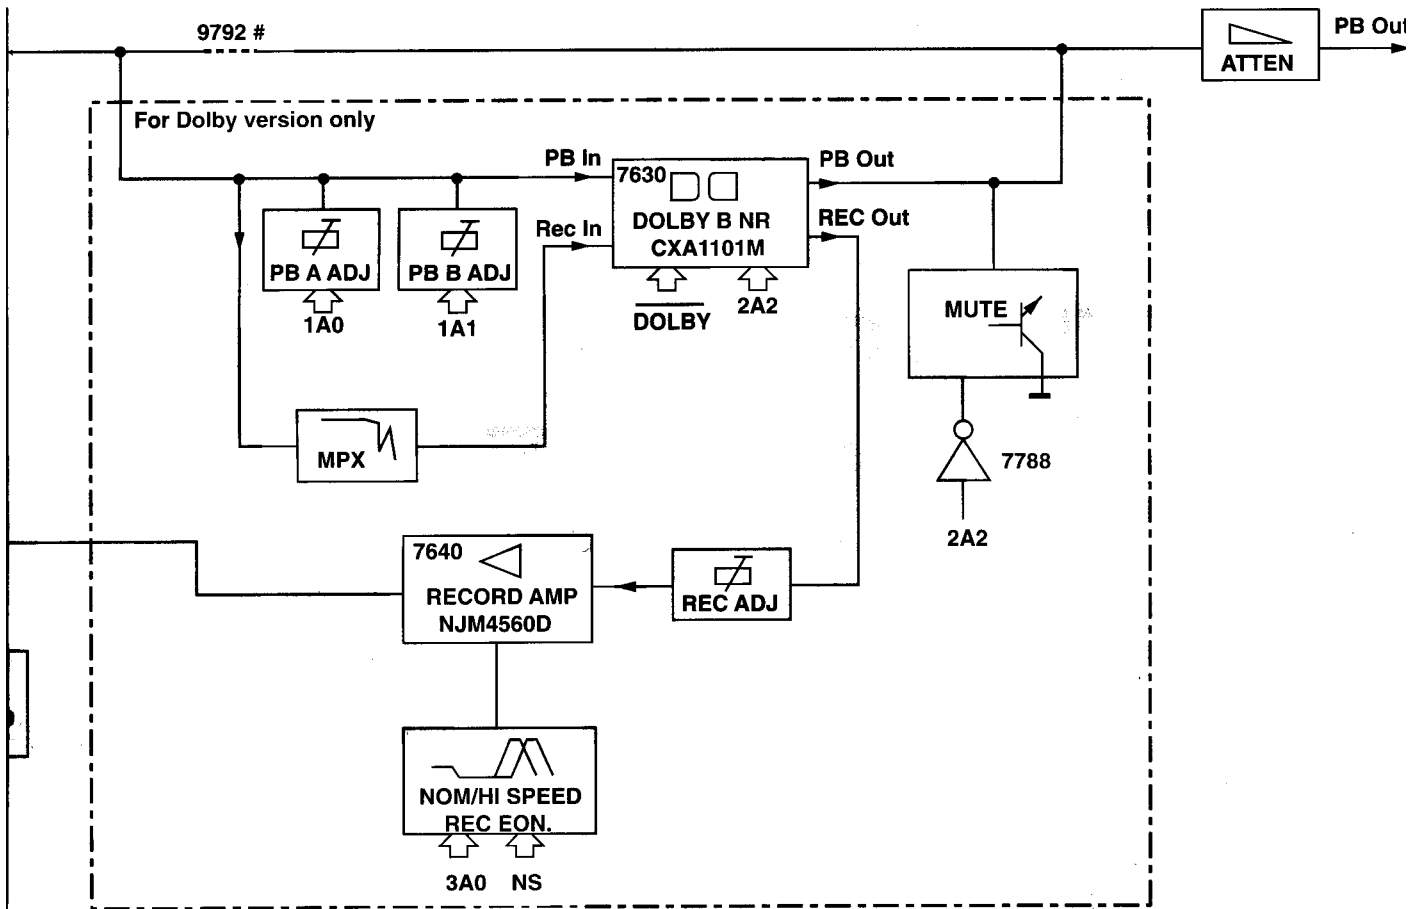 9792 #
PB Out
ATTEN
For Dolby version only
PB In
7630
PB Out
DOLBY B NR
CXA1101M
Rec In
REC Out
PB A ADJ
PB B ADJ
1A0
1A1
DOLBY
2A2
MUTE
MPX
7788
2A2
7640
RECORD AMP
NJM4560D
REC ADJ
NOM/HI SPEED
REC EON.
3A0 NS